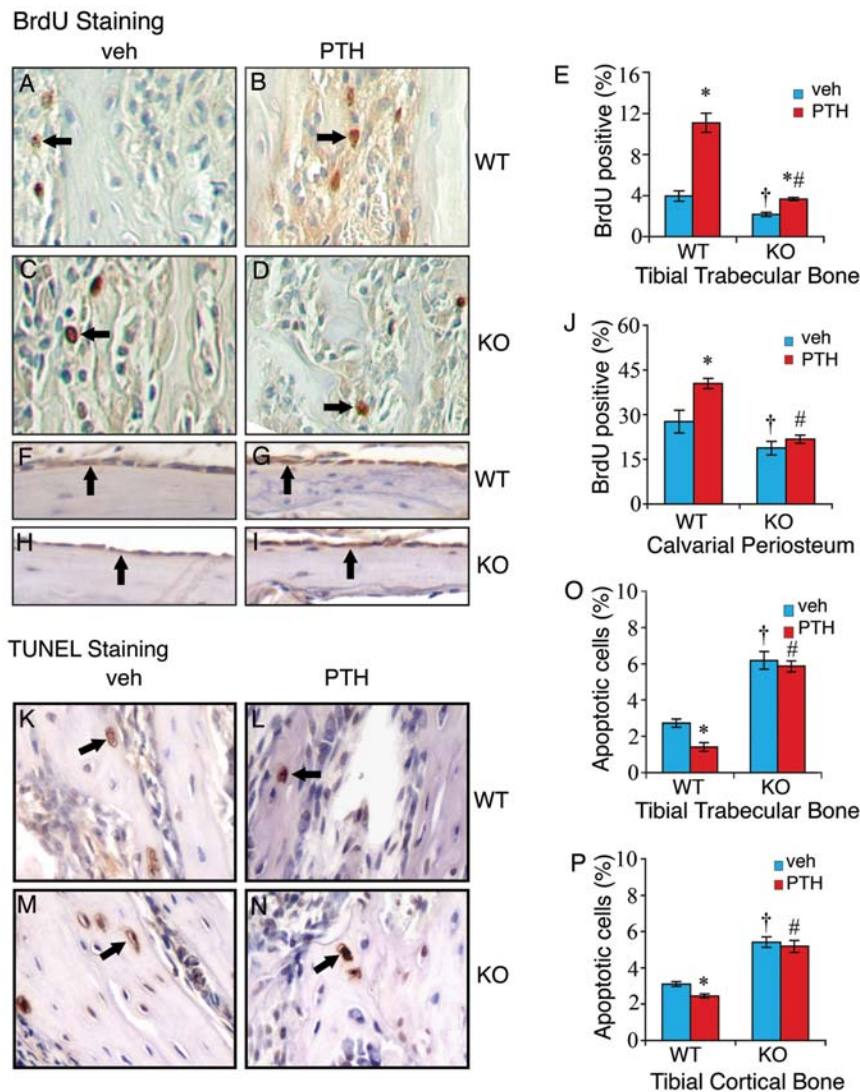 BrdU Staining
veh PTH
A B
WT
C D
KO
F G
WT
H I
KO
TUNEL Staining
veh PTH
K L
WT
M N
KO
E
BrdU positive (%)
16
12
8
4
0
veh
PTH
*
†
*#
WT KO
Tibial Trabecular Bone
J
BrdU positive (%)
60
45
30
15
0
veh
PTH
*
†
#
WT KO
Calvarial Periosteum
O
Apoptotic cells (%)
10
8
6
4
2
0
veh
PTH
*
†
#
WT KO
Tibial Trabecular Bone
P
Apoptotic cells (%)
10
8
6
4
2
0
veh
PTH
*
†
#
WT KO
Tibial Cortical Bone